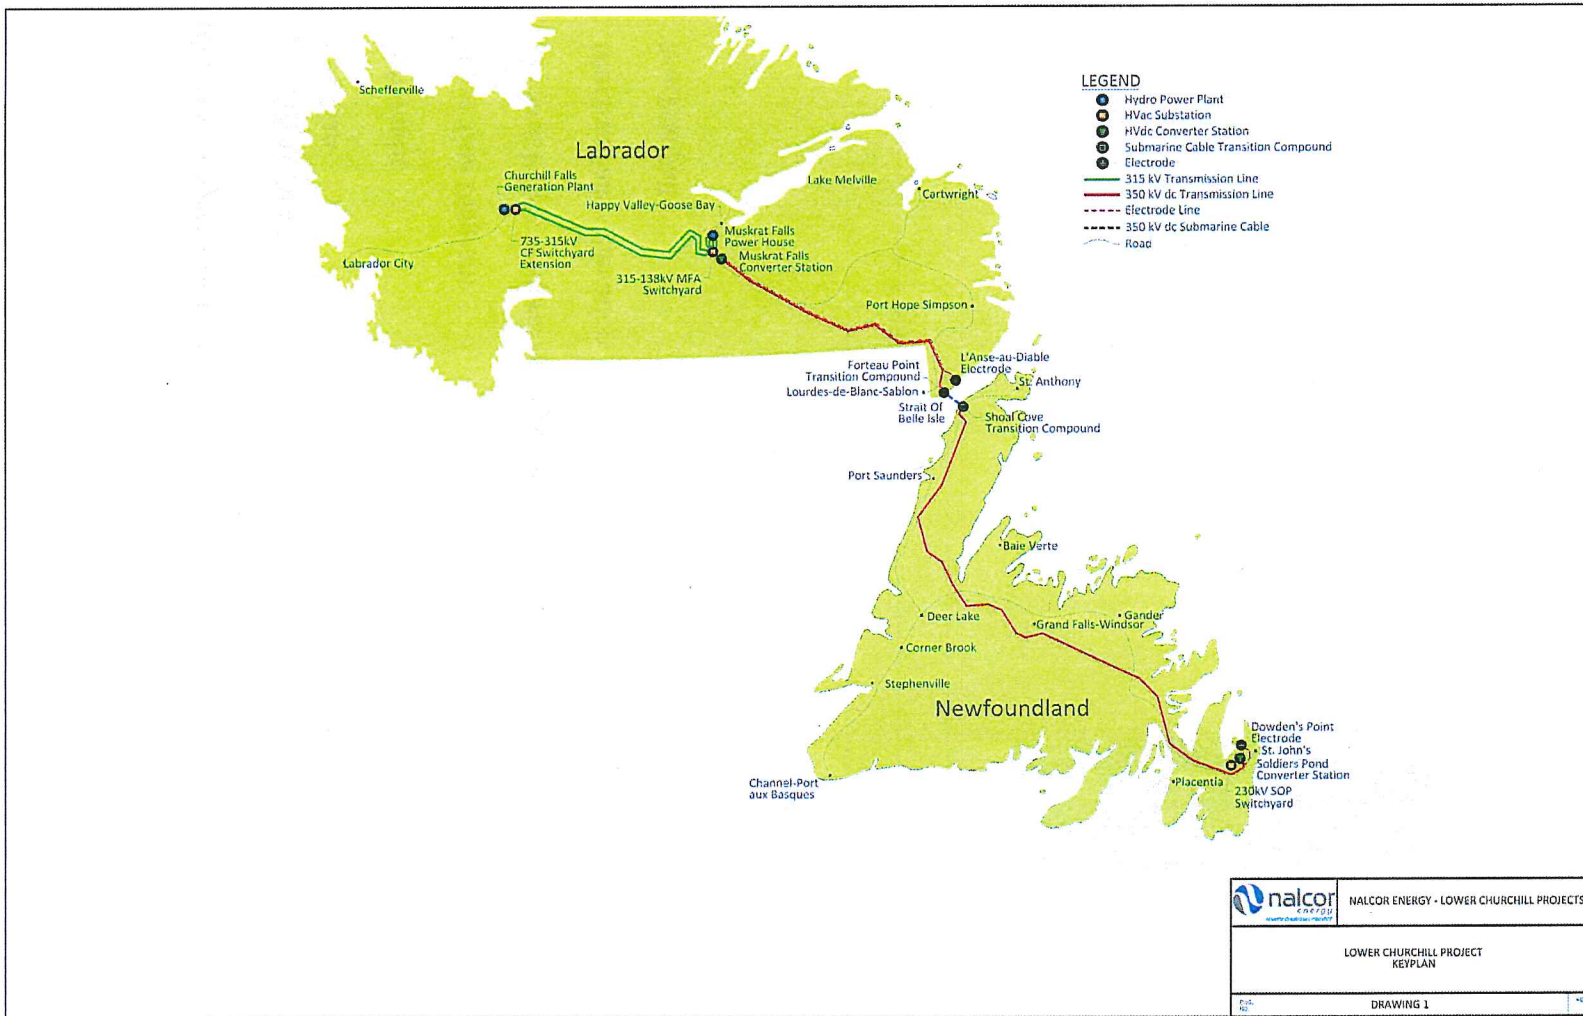 LEGEND
Hydro Power Plant
HVac Substation
HVdc Converter Station
Submarine Cable Transition Compound
Electrode
315 kV Transmission Line
350 kV dc Transmission Line
Electrode Line
350 kV dc Submarine Cable
Road
Schefferville
Labrador
Churchill Falls
Generation Plant
Lake Melville
Cartwright
Happy Valley-Goose Bay
Muskrat Falls
Power House
Muskrat Falls
Converter Station
735-315kV
CF Switchyard
Extension
Labrador City
315-138kV MFA
Switchyard
Port Hope Simpson
L'Anse-au-Diable
Electrode
Forteau Point
Transition Compound
Lourdes-de-Blanc-Sablon
St. Anthony
Strait Of
Belle Isle
Shoal Cove
Transition Compound
Port Saunders
Baie Verte
Deer Lake
Grand Falls-Windsor
Gander
Corner Brook
Stephenville
Newfoundland
Dowden's Point
Electrode
St. John's
Soldiers Pond
Converter Station
Placentia
230kV SOP
Switchyard
Channel-Port
aux Basques
nalcor
energy
NALCOR ENERGY - LOWER CHURCHILL PROJECTS
LOWER CHURCHILL PROJECT
KEYPLAN
DRAWING 1